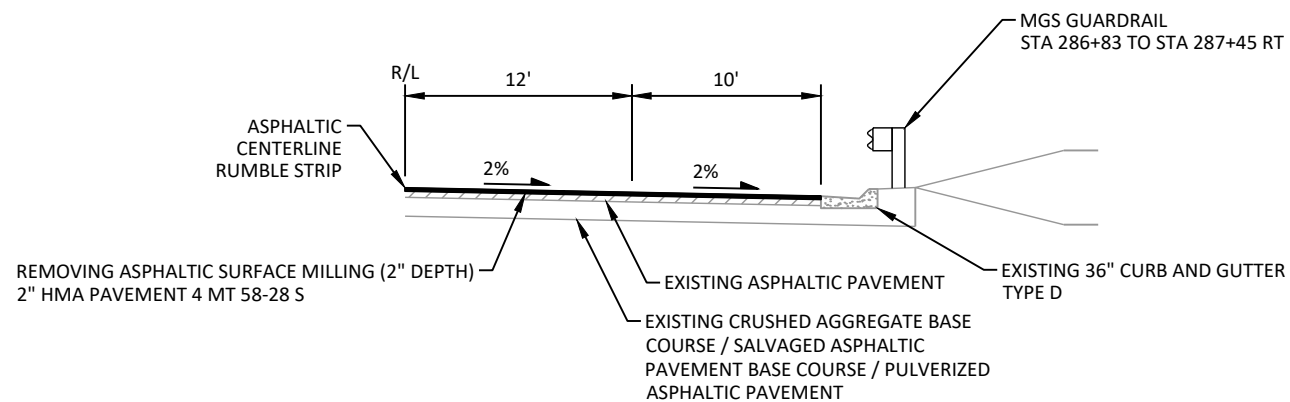 MGS GUARDRAIL
STA 286+83 TO STA 287+45 RT
R/L
12'
10'
ASPHALTIC
CENTERLINE
RUMBLE STRIP
2%
2%
REMOVING ASPHALTIC SURFACE MILLING (2" DEPTH)
2" HMA PAVEMENT 4 MT 58-28 S
EXISTING ASPHALTIC PAVEMENT
EXISTING 36" CURB AND GUTTER
TYPE D
EXISTING CRUSHED AGGREGATE BASE
COURSE / SALVAGED ASPHALTIC
PAVEMENT BASE COURSE / PULVERIZED
ASPHALTIC PAVEMENT